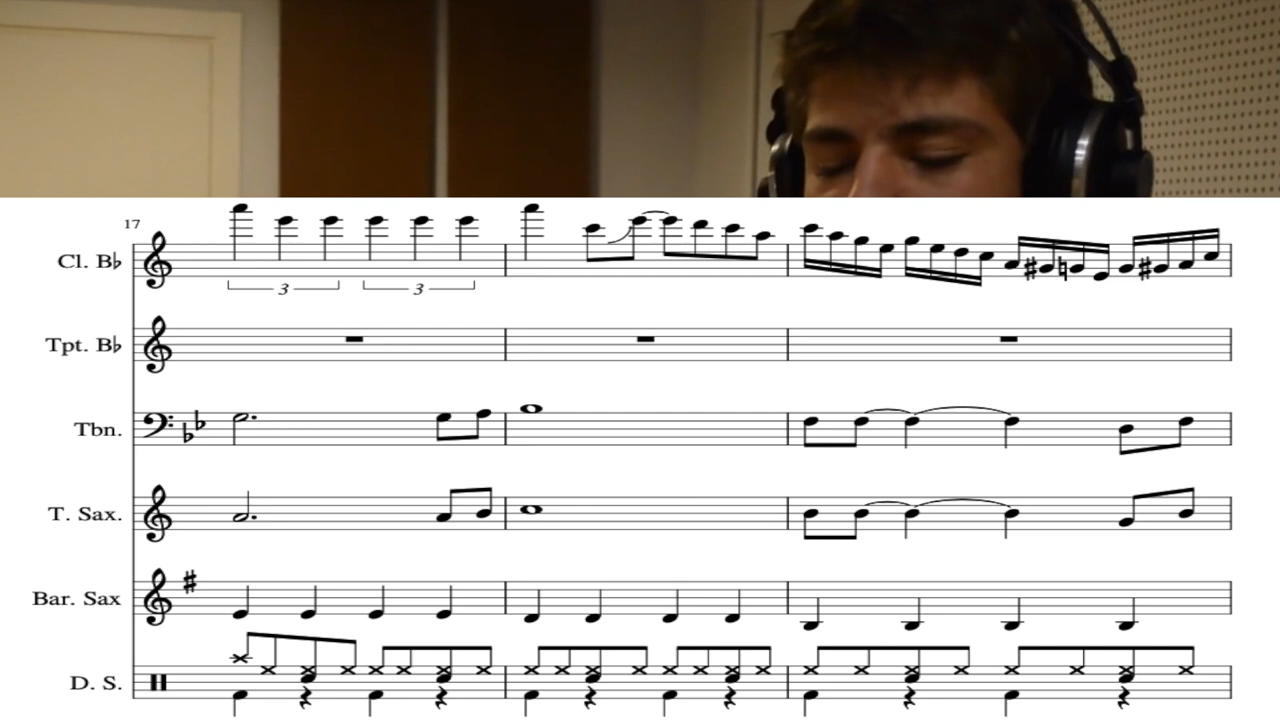 17
Cl. B♭
3 3
Tpt. B♭
Tbn.
T. Sax.
Bar. Sax
D. S.